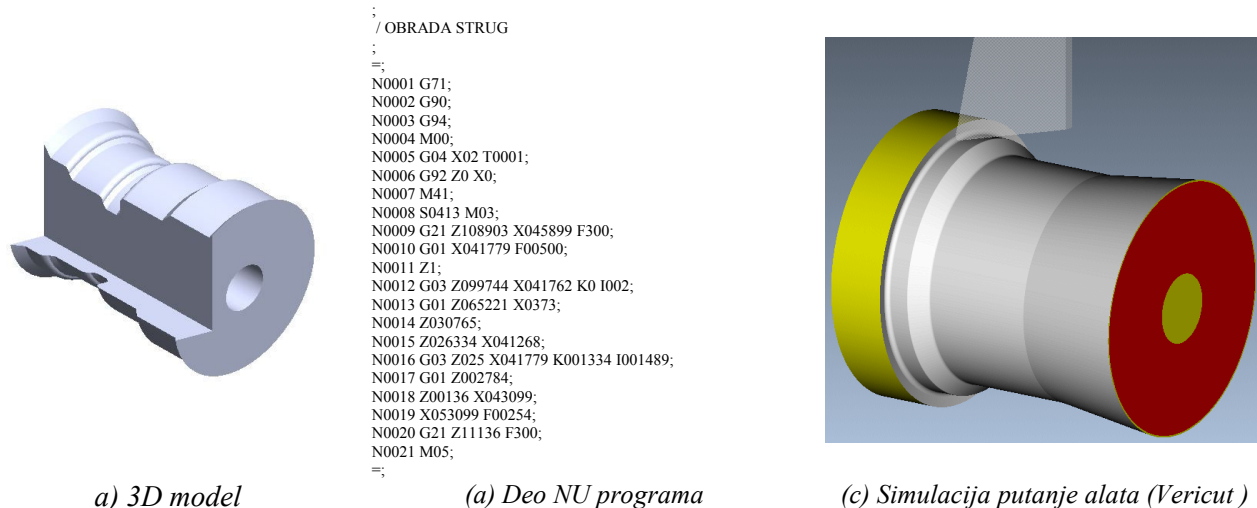 ;
/ OBRADA STRUG
;
=;
N0001 G71;
N0002 G90;
N0003 G94;
N0004 M00;
N0005 G04 X02 T0001;
N0006 G92 Z0 X0;
N0007 M41;
N0008 S0413 M03;
N0009 G21 Z108903 X045899 F300;
N0010 G01 X041779 F00500;
N0011 Z1;
N0012 G03 Z099744 X041762 K0 I002;
N0013 G01 Z065221 X0373;
N0014 Z030765;
N0015 Z026334 X041268;
N0016 G03 Z025 X041779 K001334 I001489;
N0017 G01 Z002784;
N0018 Z00136 X043099;
N0019 X053099 F00254;
N0020 G21 Z11136 F300;
N0021 M05;
=;
a) 3D model
(a) Deo NU programa
(c) Simulacija putanje alata (Vericut )